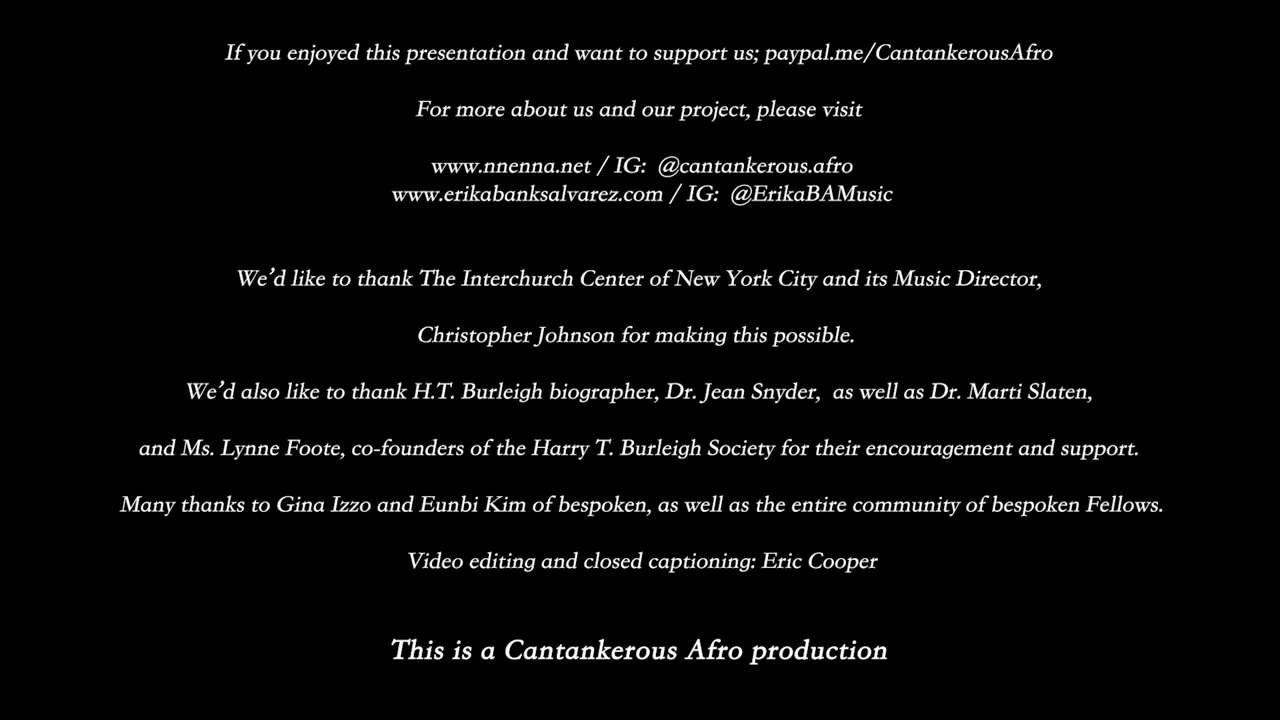 If you enjoyed this presentation and want to support us; paypal.me/CantankerousAfro
For more about us and our project, please visit
www.nnenna.net / IG: @cantankerous.afro
www.erikabanksalvarez.com / IG: @ErikaBAMusic
We'd like to thank The Interchurch Center of New York City and its Music Director,
Christopher Johnson for making this possible.
We'd also like to thank H.T. Burleigh biographer, Dr. Jean Snyder, as well as Dr. Marti Slaten,
and Ms. Lynne Foote, co-founders of the Harry T. Burleigh Society for their encouragement and support.
Many thanks to Gina Izzo and Eunbi Kim of bespoken, as well as the entire community of bespoken Fellows.
Video editing and closed captioning: Eric Cooper
This is a Cantankerous Afro production